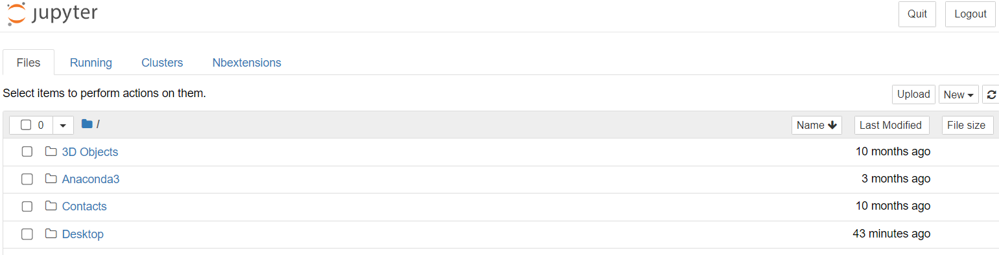 jupyter Quit Logout
Files Running Clusters Nbextensions
Select items to perform actions on them. Upload New
0 / Name Last Modified File size
3D Objects 10 months ago
Anaconda3 3 months ago
Contacts 10 months ago
Desktop 43 minutes ago